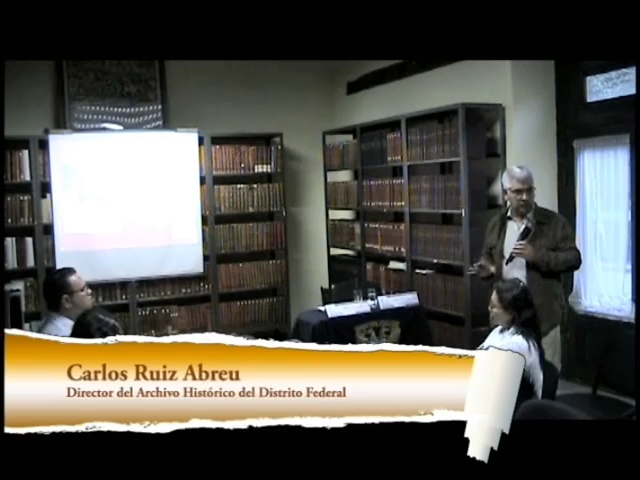 Carlos Ruiz Abreu
Director del Archivo Histórico del Distrito Federal